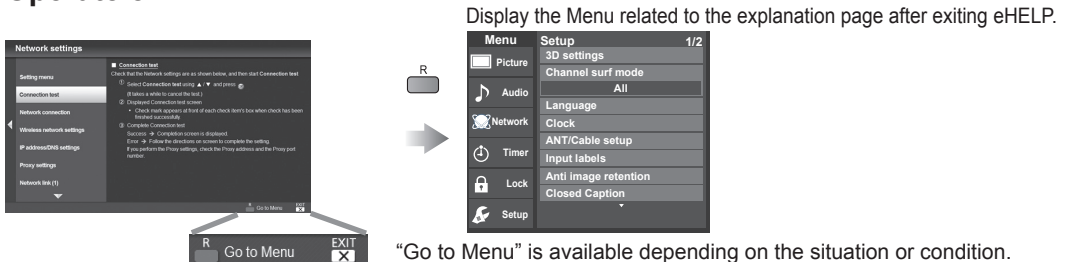 Display the Menu related to the explanation page after exiting eHELP.
Network settings
Setting menu
Connection test
Network connection
Wireless network settings
IP address/DNS settings
Proxy settings
Network link (1)
■ Connection test
Check that the Network settings are as shown below, and then start Connection test
① Select Connection test using ▲ / ▼ and press
(It takes a while to cancel the test.)
② Displayed Connection test screen
• Check mark appears at front of each check item's box when check has been
finished successfully.
③ Complete Connection test
Success → Completion screen is displayed.
Error → Follow the directions on screen to complete the setting.
If you perform the Proxy settings, check the Proxy address and the Proxy port
number.
R Go to Menu EXIT X
R
Menu
Picture
Audio
Network
Timer
Lock
Setup
Setup 1/2
3D settings
Channel surf mode
All
Language
Clock
ANT/Cable setup
Input labels
Anti image retention
Closed Caption
R Go to Menu EXIT X
“Go to Menu” is available depending on the situation or condition.